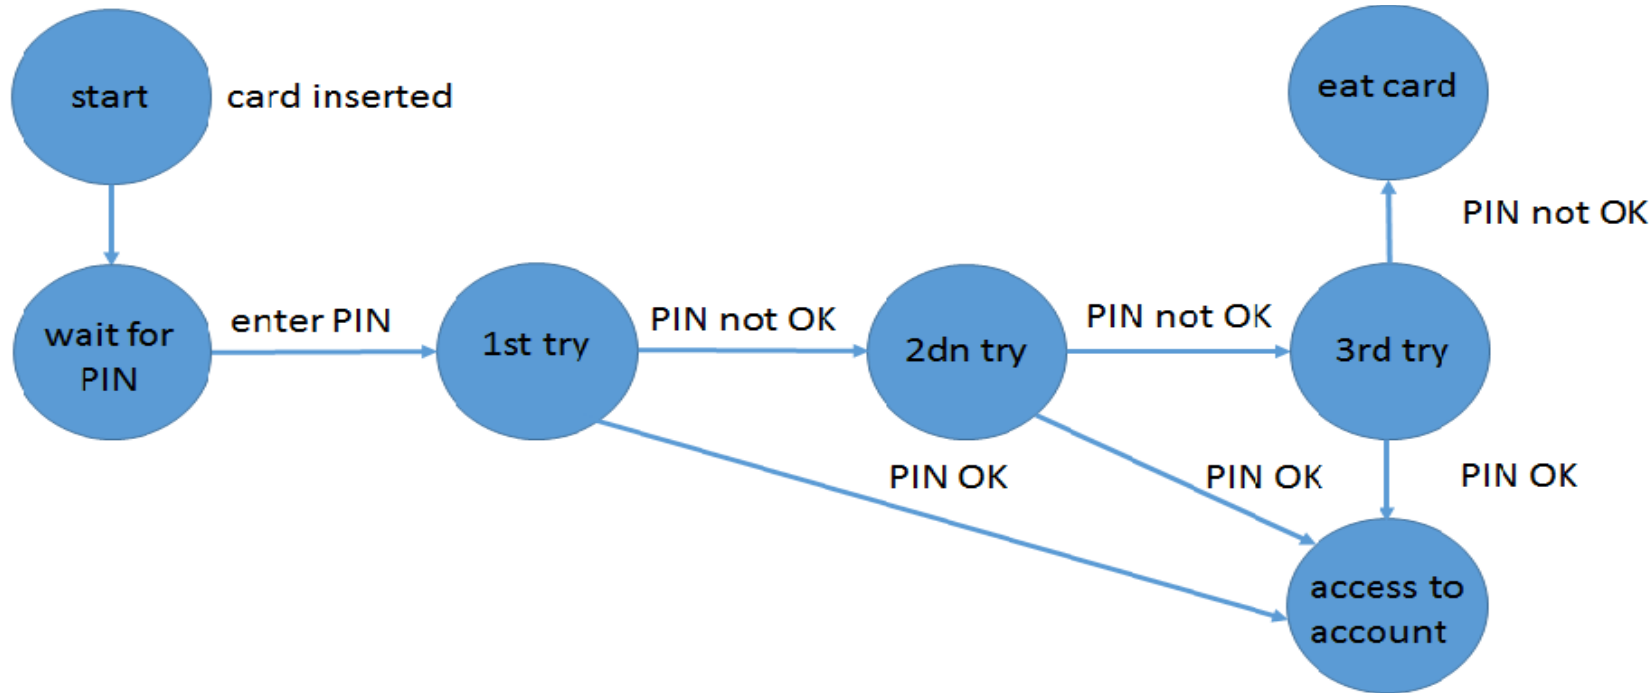 start
card inserted
eat card
PIN not OK
wait for
PIN
enter PIN
1st try
PIN not OK
2dn try
PIN not OK
3rd try
PIN OK
PIN OK
PIN OK
access to
account